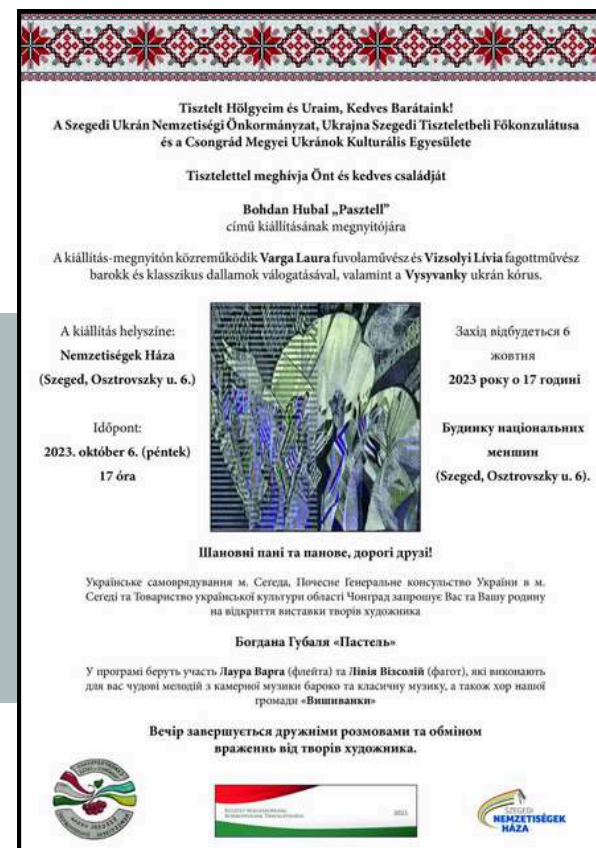 Tisztelt Hölgyeim és Uraim, Kedves Barátaink!
A Szegedi Ukrán Nemzetiségi Önkormányzat, Ukrajna Szegedi Tiszteletbeli Főkonzulátusa
és a Csongrád Megyei Ukránok Kulturális Egyesülete
Tisztelettel meghívja Önt és kedves családját
Bohdan Hubal „Pasztell”
című kiállításának megnyitójára
A kiállítás-megnyitón közreműködik Varga Laura fuvolaművész és Vizsolyi Lívia fagottművész
barokk és klasszikus dallamok válogatásával, valamint a Vysyvanky ukrán kórus.
A kiállítás helyszíne:
Nemzetiségek Háza
(Szeged, Osztrovszky u. 6.)
Időpont:
2023. október 6. (péntek)
17 óra
Захід відбудеться 6
жовтня
2023 року о 17 годині
Будинку національних
меншин
(Szeged, Osztrovszky u. 6).
Шановні пані та панове, дорогі друзі!
Українське самоврядування м. Сегеда, Почесне Генеральне консульство України в м.
Сегеді та Товариство української культури області Чонград запрошує Вас та Вашу родину
на відкриття виставки творів художника
Богдана Губаля «Пастель»
У програмі беруть участь Лаура Варга (флейта) та Лівія Візсолій (фагот), які виконають
для вас чудові мелодій з камерної музики бароко та класичну музику, а також хор нашої
громади «Вишиванки»
Вечір завершується дружніми розмовами та обміном
вражень від творів художника.
2021
SZEGEDI
NEMZETISÉGEK
HÁZA